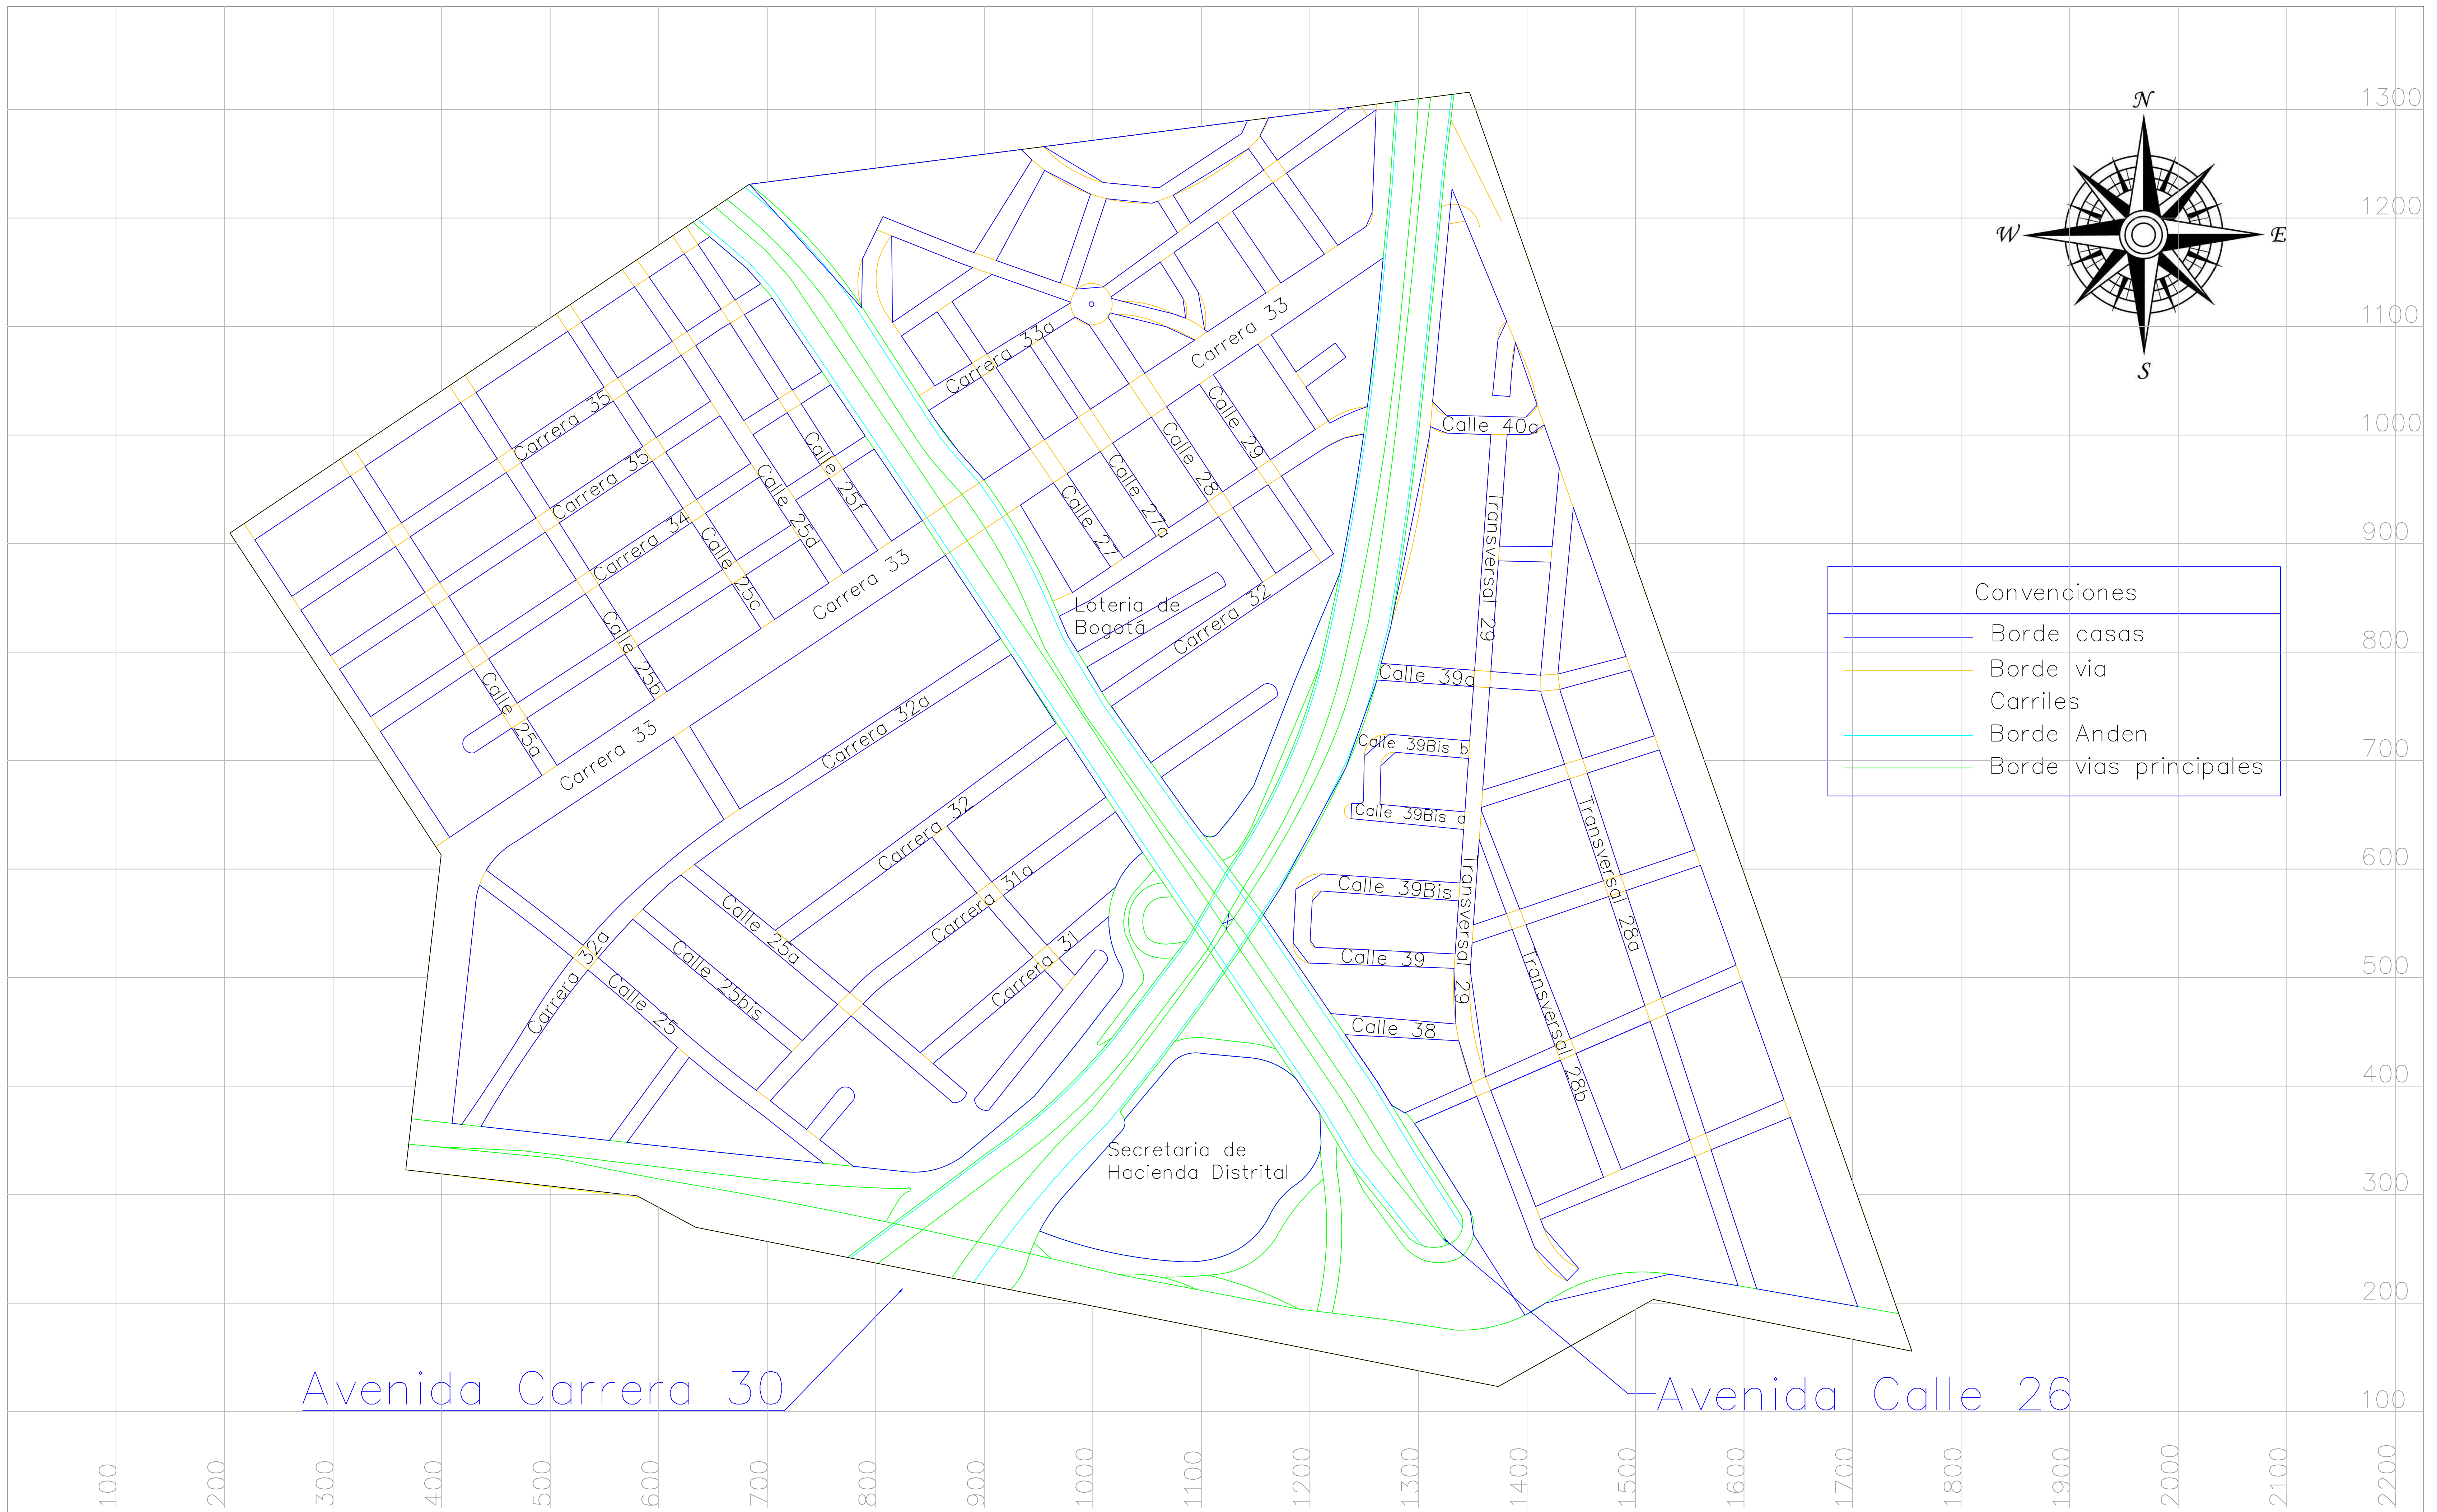 N
W
E
S
1300
1200
1100
1000
900
800
700
600
500
400
300
200
100
Carrera 33a
Carrera 33
Carrera 35
Carrera 35
Carrera 34
Carrera 33
Carrera 33
Calle 25f
Calle 25d
Calle 25c
Calle 25b
Calle 25a
Calle 29
Calle 28
Calle 27a
Calle 27
Calle 40a
Transversal 29
Loteria de
Bogotá
Carrera 32
Convenciones
Borde casas
Borde via
Carriles
Borde Anden
Borde vias principales
Calle 39a
Calle 39Bis b
Calle 39Bis a
Calle 39Bis
Calle 39
Calle 38
Transversal 29
29
Transversal 28a
Transversal 28b
Carrera 32a
Carrera 32
Carrera 31a
Carrera 31
Calle 25a
Calle 25bis
Calle 25
Carrera 32a
Secretaria de
Hacienda Distrital
Avenida Carrera 30
Avenida Calle 26
100
200
300
400
500
600
700
800
900
1000
1100
1200
1300
1400
1500
1600
1700
1800
1900
2000
2100
2200